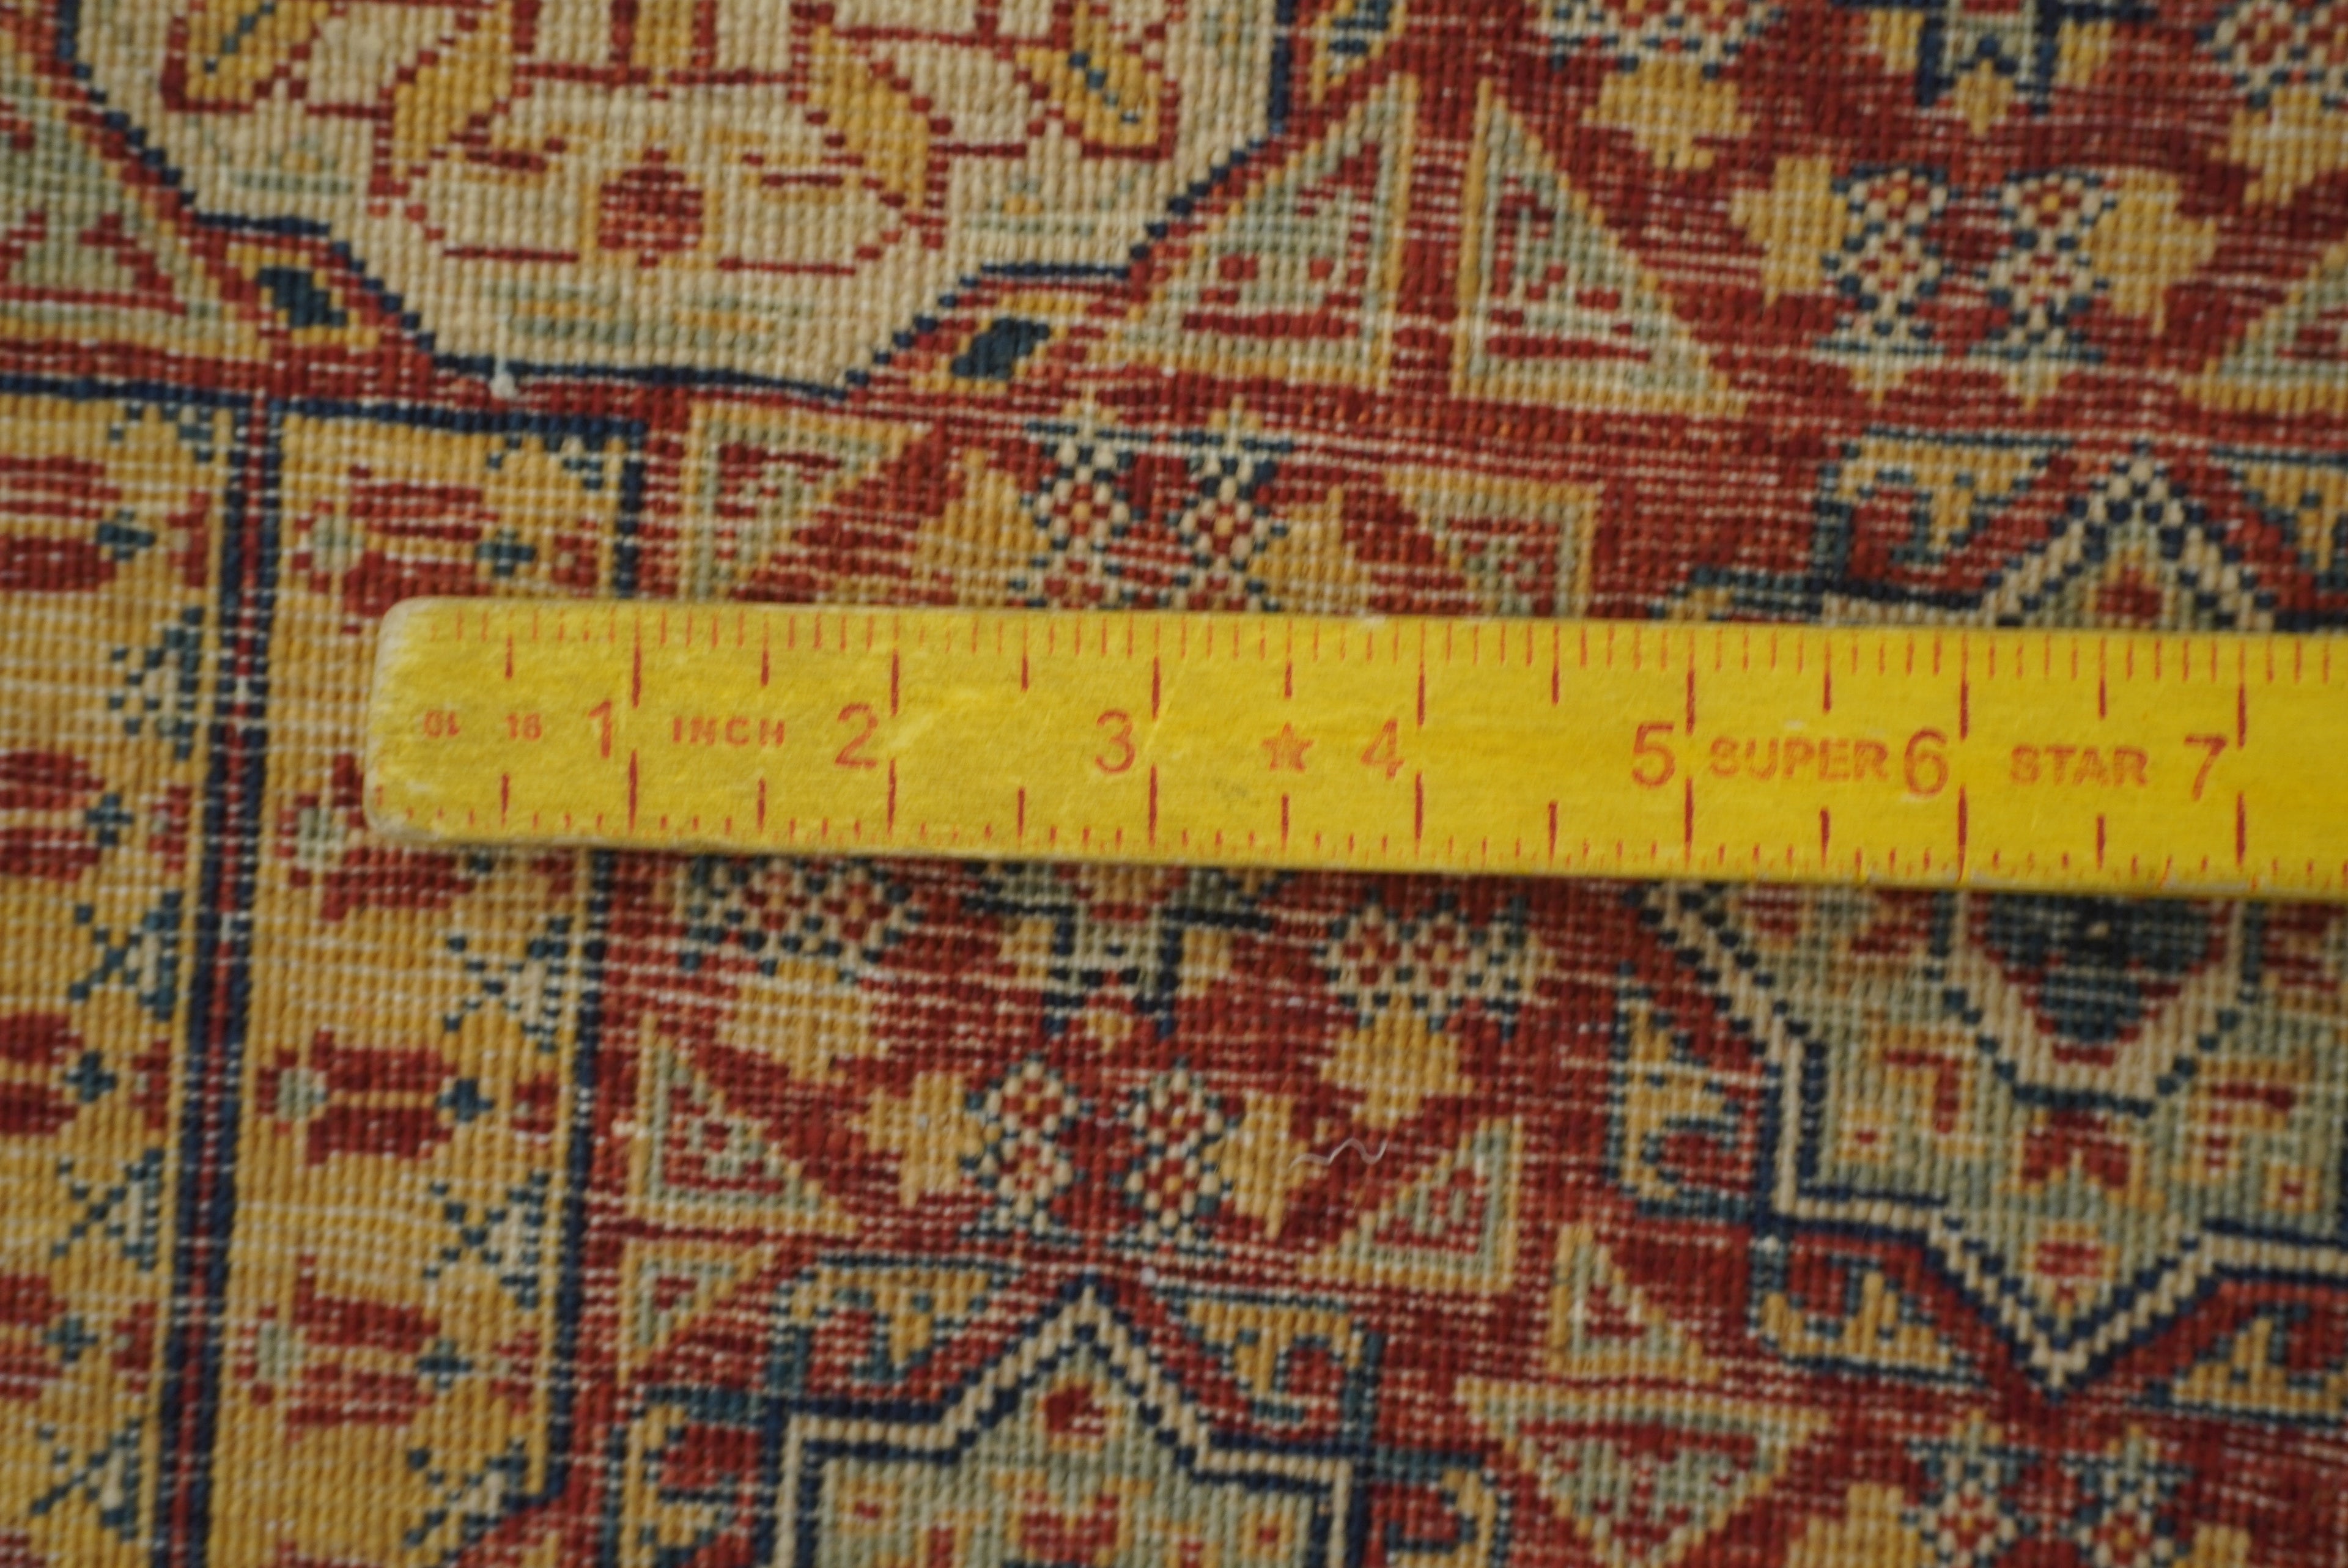 1 INCH 2 3 ★ 4 5 SUPER 6 STAR 7